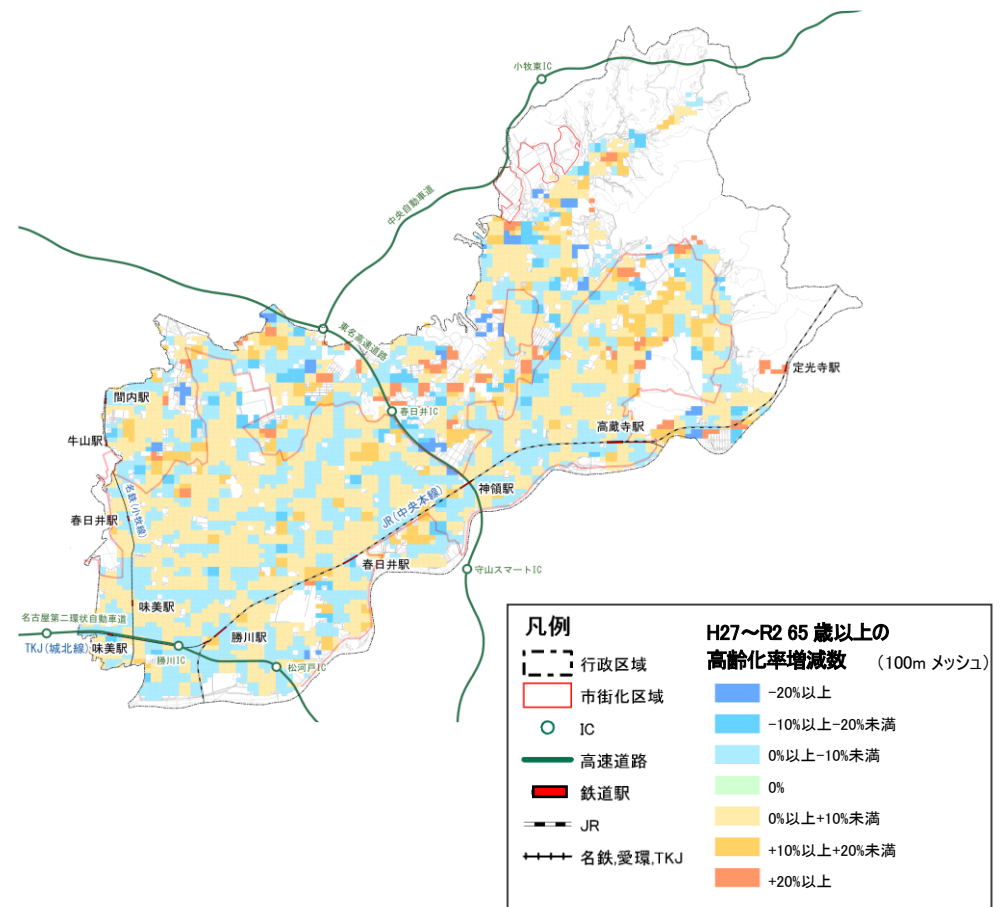 小牧東IC
中央自動車道
東名高速道路
定光寺駅
間内駅
春日井IC
高蔵寺駅
牛山駅
神領駅
JR(中央本線)
名鉄(小牧線)
春日井駅
春日井駅
守山スマートIC
味美駅
名古屋第二環状自動車道
勝川駅
TKJ(城北線)
味美駅
勝川IC
松河戸IC
凡例
行政区域
市街化区域
IC
高速道路
鉄道駅
JR
名鉄,愛環,TKJ
H27～R2 65 歳以上の
高齢化率増減数 (100m メッシュ)
-20%以上
-10%以上-20%未満
0%以上-10%未満
0%
0%以上+10%未満
+10%以上+20%未満
+20%以上